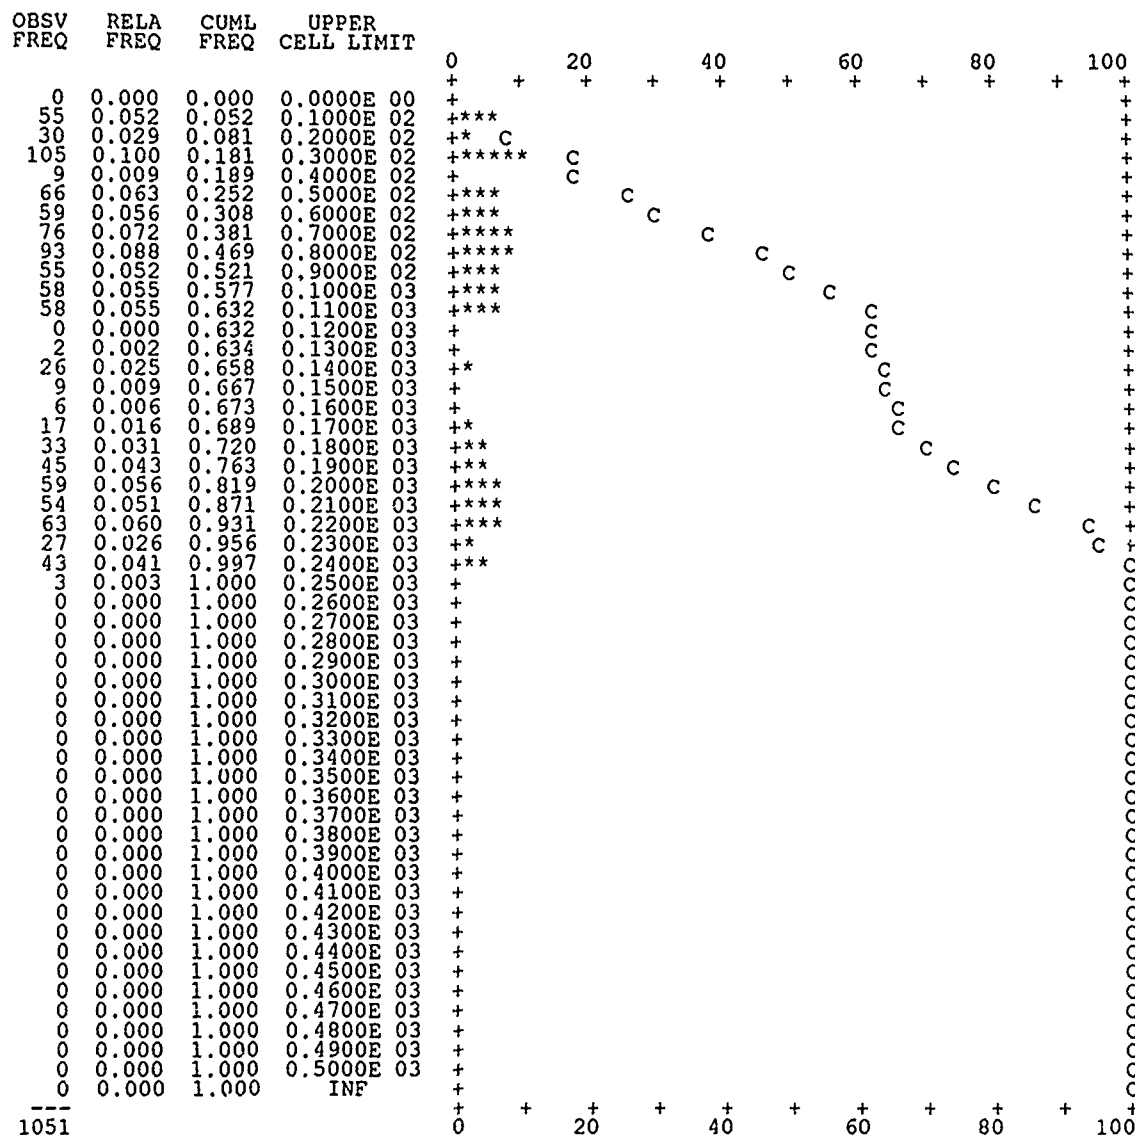 OBSV RELA CUML UPPER
FREQ FREQ FREQ CELL LIMIT
0 20 40 60 80 100
+ + + + + + + + + + +
0 0.000 0.000 0.0000E 00 + +
55 0.052 0.052 0.1000E 02 +*** +
30 0.029 0.081 0.2000E 02 +* C +
105 0.100 0.181 0.3000E 02 +***** C +
9 0.009 0.189 0.4000E 02 + C +
66 0.063 0.252 0.5000E 02 +*** C +
59 0.056 0.308 0.6000E 02 +*** C +
76 0.072 0.381 0.7000E 02 +**** C +
93 0.088 0.469 0.8000E 02 +**** C +
55 0.052 0.521 0.9000E 02 +*** C +
58 0.055 0.577 0.1000E 03 +*** C +
58 0.055 0.632 0.1100E 03 +*** C +
0 0.000 0.632 0.1200E 03 + C +
2 0.002 0.634 0.1300E 03 + C +
26 0.025 0.658 0.1400E 03 +* C +
9 0.009 0.667 0.1500E 03 + C +
6 0.006 0.673 0.1600E 03 + C +
17 0.016 0.689 0.1700E 03 +* C +
33 0.031 0.720 0.1800E 03 +** C +
45 0.043 0.763 0.1900E 03 +** C +
59 0.056 0.819 0.2000E 03 +*** C +
54 0.051 0.871 0.2100E 03 +*** C +
63 0.060 0.931 0.2200E 03 +*** C +
27 0.026 0.956 0.2300E 03 +* C +
43 0.041 0.997 0.2400E 03 +** C
3 0.003 1.000 0.2500E 03 + C
0 0.000 1.000 0.2600E 03 + C
0 0.000 1.000 0.2700E 03 + C
0 0.000 1.000 0.2800E 03 + C
0 0.000 1.000 0.2900E 03 + C
0 0.000 1.000 0.3000E 03 + C
0 0.000 1.000 0.3100E 03 + C
0 0.000 1.000 0.3200E 03 + C
0 0.000 1.000 0.3300E 03 + C
0 0.000 1.000 0.3400E 03 + C
0 0.000 1.000 0.3500E 03 + C
0 0.000 1.000 0.3600E 03 + C
0 0.000 1.000 0.3700E 03 + C
0 0.000 1.000 0.3800E 03 + C
0 0.000 1.000 0.3900E 03 + C
0 0.000 1.000 0.4000E 03 + C
0 0.000 1.000 0.4100E 03 + C
0 0.000 1.000 0.4200E 03 + C
0 0.000 1.000 0.4300E 03 + C
0 0.000 1.000 0.4400E 03 + C
0 0.000 1.000 0.4500E 03 + C
0 0.000 1.000 0.4600E 03 + C
0 0.000 1.000 0.4700E 03 + C
0 0.000 1.000 0.4800E 03 + C
0 0.000 1.000 0.4900E 03 + C
0 0.000 1.000 0.5000E 03 + C
0 0.000 1.000 INF + C
--- + + + + + + + + + + +
1051 0 20 40 60 80 100